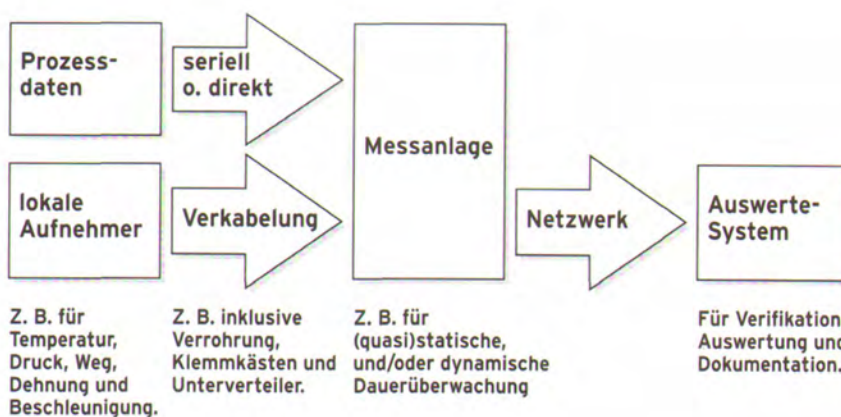 Prozess-
daten
seriell
o. direkt
Messanlage
lokale
Aufnehmer
Verkabelung
Netzwerk
Auswerte-
System
Z. B. für
Temperatur,
Druck, Weg,
Dehnung und
Beschleunigung.
Z. B. inklusive
Verrohrung,
Klemmkästen und
Unterverteiler.
Z. B. für
(quasi)statische,
und/oder dynamische
Dauerüberwachung
Für Verifikation
Auswertung und
Dokumentation.